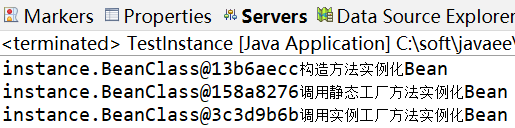 Markers Properties Servers Data Source Explorer
<terminated> TestInstance [Java Application] C:\soft\javaee\
instance.BeanClass@13b6aecc构造方法实例化Bean
instance.BeanClass@158a8276调用静态工厂方法实例化Bean
instance.BeanClass@3c3d9b6b调用实例工厂方法实例化Bean